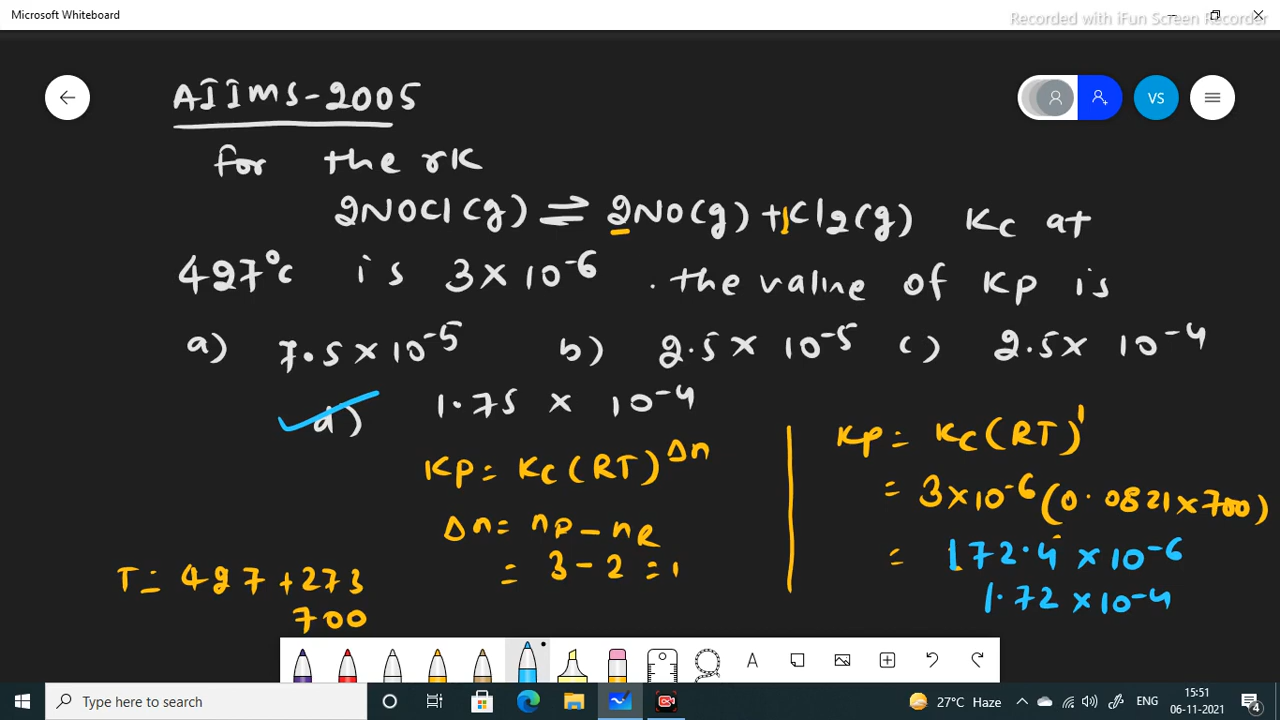 Microsoft Whiteboard
Recorded with iFun Screen Recorder
AIIMS-2005
VS
for the rK
2NOCl(g) ⇌ 2NO(g) + 1Cl2(g) Kc at
427°C is 3 × 10^-6 . the value of Kp is
a) 7.5 × 10^-5 b) 2.5 × 10^-5 c) 2.5 × 10^-4
d) 1.75 × 10^-4
Kp = Kc (RT)^Δn
Δn = np - nR
= 3 - 2 = 1
T = 427 + 273
700
Kp = Kc (RT)^1
= 3×10^-6 (0.0821×700)
= 172.4 × 10^-6
1.72 × 10^-4
A
Type here to search
27°C Haze
ENG
15:51
06-11-2021
4